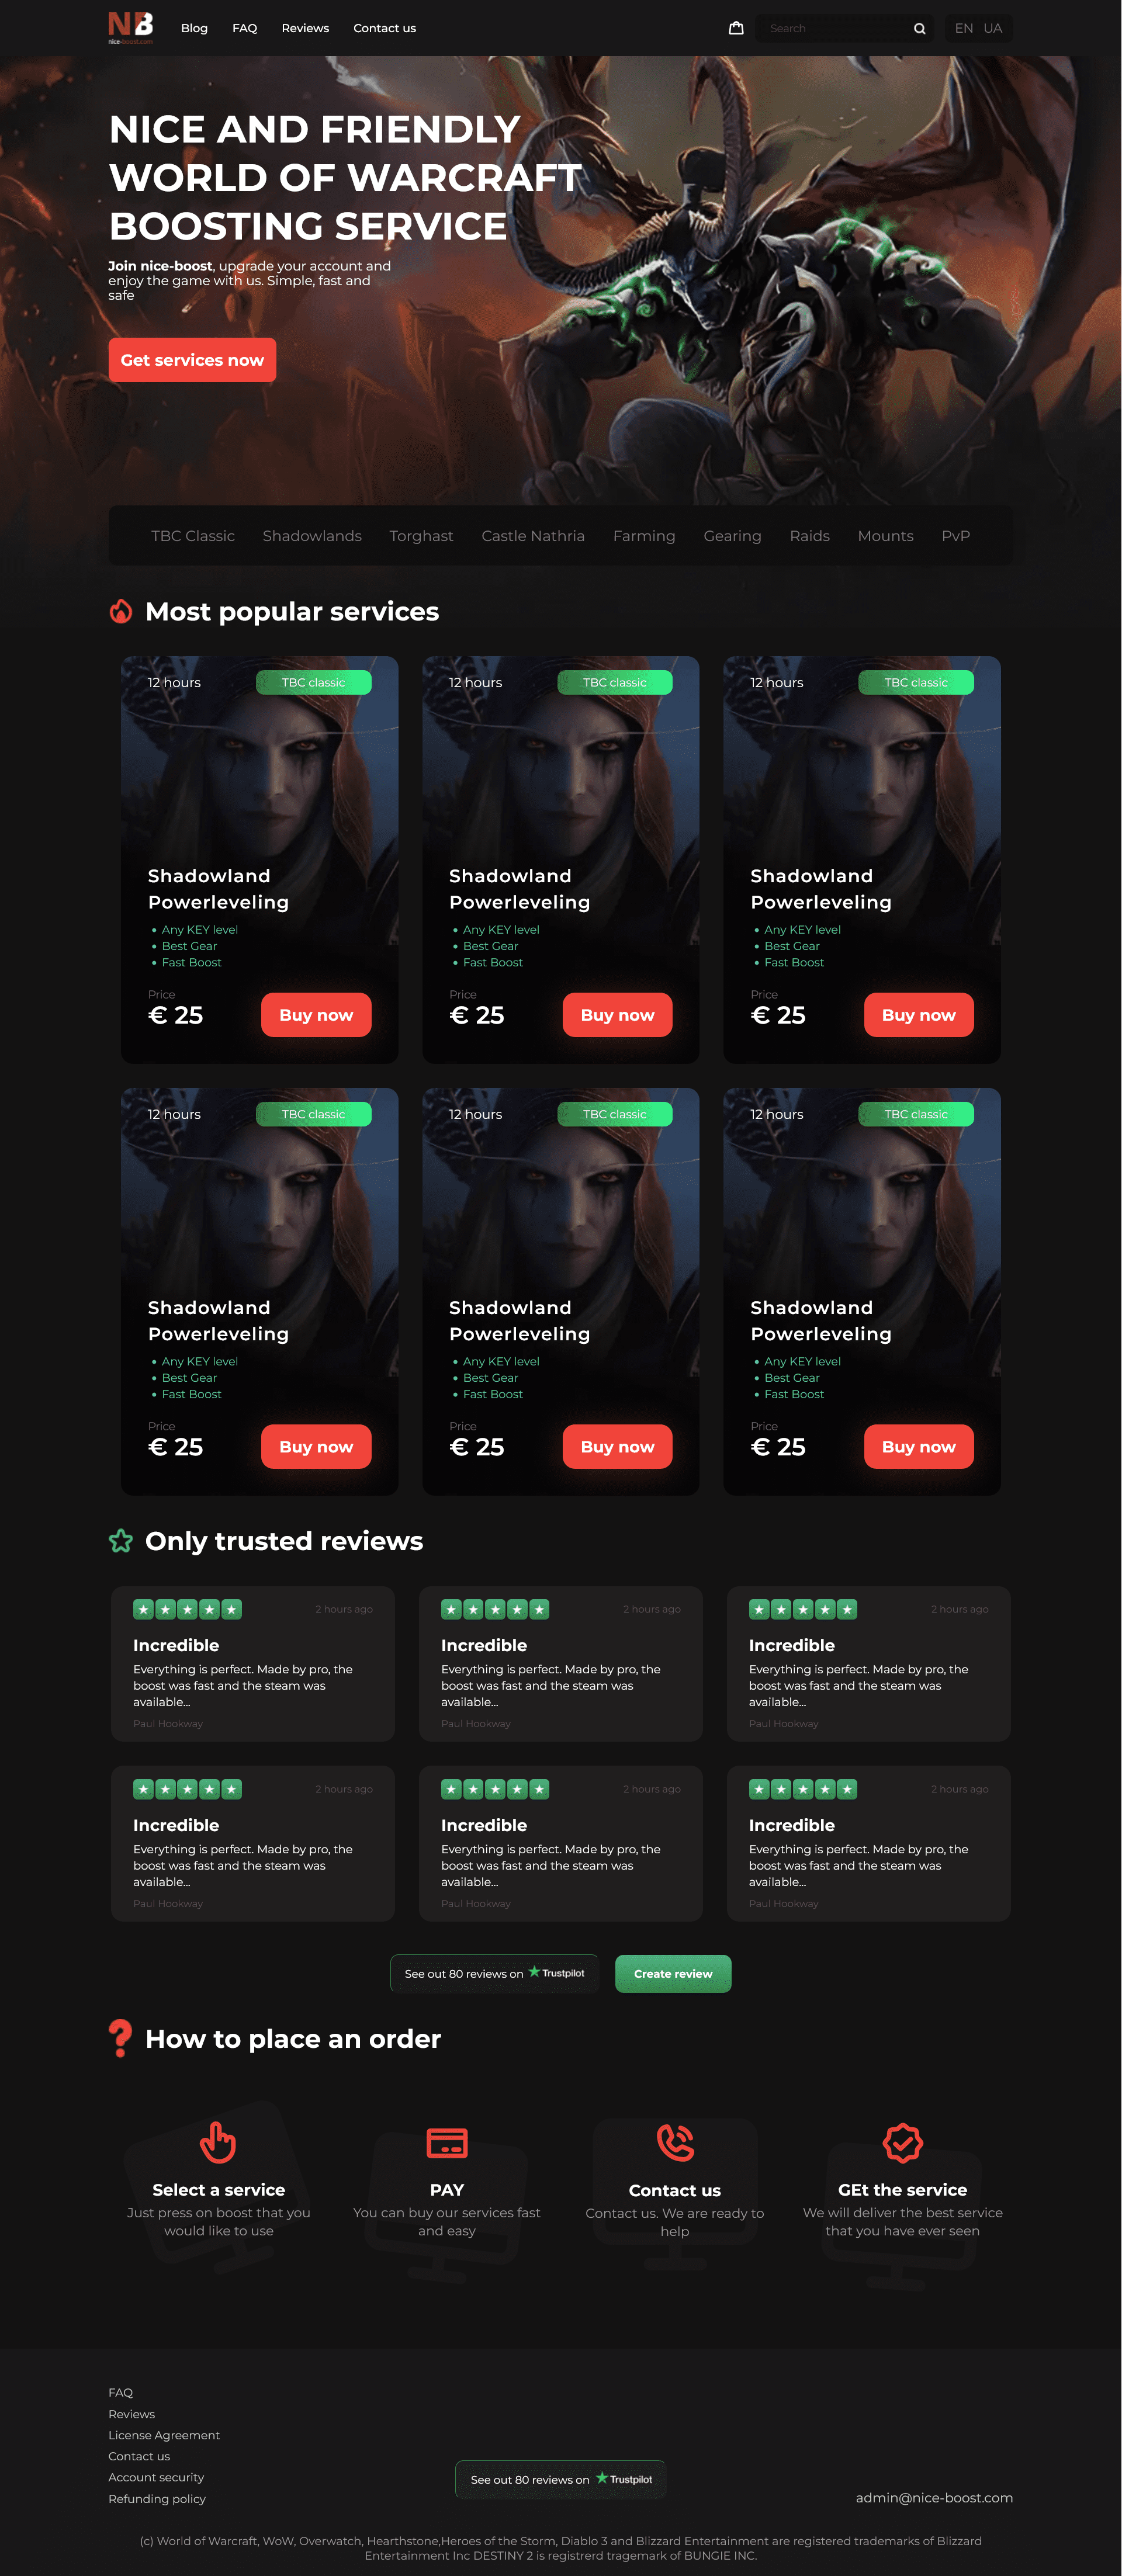 NB
nice-boost.com
Blog FAQ Reviews Contact us Search EN UA
NICE AND FRIENDLY
WORLD OF WARCRAFT
BOOSTING SERVICE
Join nice-boost, upgrade your account and
enjoy the game with us. Simple, fast and
safe
Get services now
TBC Classic Shadowlands Torghast Castle Nathria Farming Gearing Raids Mounts PvP
Most popular services
12 hours TBC classic 12 hours TBC classic 12 hours TBC classic
Shadowland Shadowland Shadowland
Powerleveling Powerleveling Powerleveling
• Any KEY level • Any KEY level • Any KEY level
• Best Gear • Best Gear • Best Gear
• Fast Boost • Fast Boost • Fast Boost
Price Price Price
€ 25 Buy now € 25 Buy now € 25 Buy now
12 hours TBC classic 12 hours TBC classic 12 hours TBC classic
Shadowland Shadowland Shadowland
Powerleveling Powerleveling Powerleveling
• Any KEY level • Any KEY level • Any KEY level
• Best Gear • Best Gear • Best Gear
• Fast Boost • Fast Boost • Fast Boost
Price Price Price
€ 25 Buy now € 25 Buy now € 25 Buy now
Only trusted reviews
2 hours ago 2 hours ago 2 hours ago
Incredible Incredible Incredible
Everything is perfect. Made by pro, the Everything is perfect. Made by pro, the Everything is perfect. Made by pro, the
boost was fast and the steam was boost was fast and the steam was boost was fast and the steam was
available... available... available...
Paul Hookway Paul Hookway Paul Hookway
2 hours ago 2 hours ago 2 hours ago
Incredible Incredible Incredible
Everything is perfect. Made by pro, the Everything is perfect. Made by pro, the Everything is perfect. Made by pro, the
boost was fast and the steam was boost was fast and the steam was boost was fast and the steam was
available... available... available...
Paul Hookway Paul Hookway Paul Hookway
See out 80 reviews on Trustpilot Create review
How to place an order
Select a service PAY Contact us GEt the service
Just press on boost that you You can buy our services fast Contact us. We are ready to We will deliver the best service
would like to use and easy help that you have ever seen
FAQ
Reviews
License Agreement
Contact us
Account security
See out 80 reviews on Trustpilot
Refunding policy admin@nice-boost.com
(c) World of Warcraft, WoW, Overwatch, Hearthstone,Heroes of the Storm, Diablo 3 and Blizzard Entertainment are registered trademarks of Blizzard
Entertainment Inc DESTINY 2 is registrerd tragemark of BUNGIE INC.